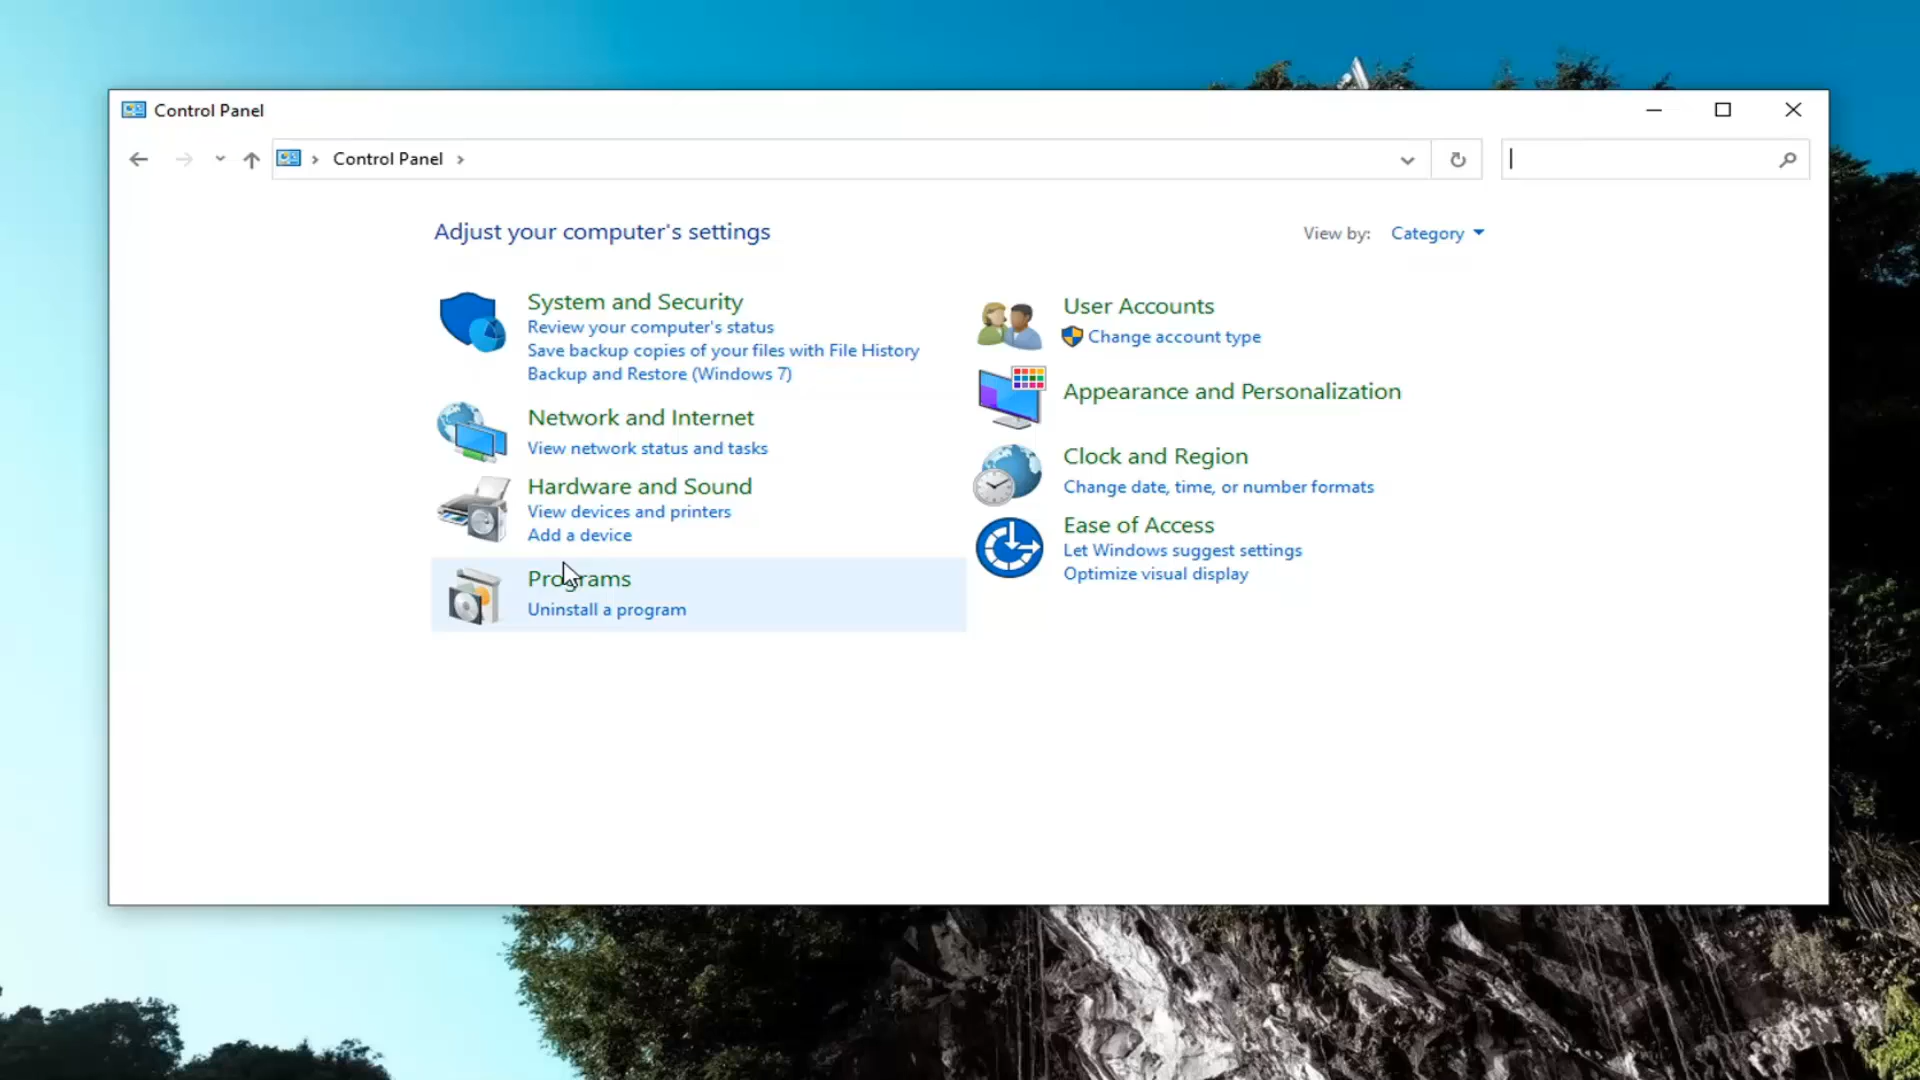 Control Panel
Control Panel
Adjust your computer's settings
View by: Category
System and Security
Review your computer's status
Save backup copies of your files with File History
Backup and Restore (Windows 7)
Network and Internet
View network status and tasks
Hardware and Sound
View devices and printers
Add a device
Programs
Uninstall a program
User Accounts
Change account type
Appearance and Personalization
Clock and Region
Change date, time, or number formats
Ease of Access
Let Windows suggest settings
Optimize visual display